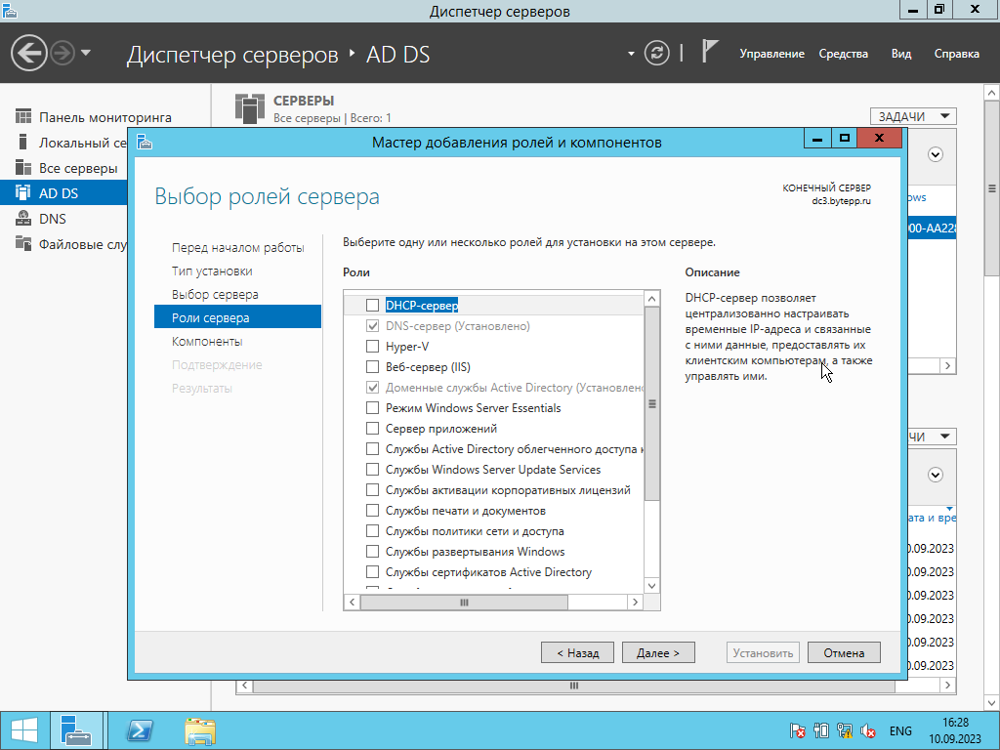 Диспетчер серверов
Диспетчер серверов
AD DS
Управление
Средства
Вид
Справка
Панель мониторинга
Локальный се
Все серверы
AD DS
DNS
Файловые слу
СЕРВЕРЫ
Все серверы | Всего: 1
ЗАДАЧИ
Мастер добавления ролей и компонентов
Выбор ролей сервера
КОНЕЧНЫЙ СЕРВЕР
dc3.bytepp.ru
Перед началом работы
Тип установки
Выбор сервера
Роли сервера
Компоненты
Подтверждение
Результаты
Выберите одну или несколько ролей для установки на этом сервере.
Роли
DHCP-сервер
DNS-сервер (Установлено)
Hyper-V
Веб-сервер (IIS)
Доменные службы Active Directory (Установлено
Режим Windows Server Essentials
Сервер приложений
Службы Active Directory облегченного доступа к
Службы Windows Server Update Services
Службы активации корпоративных лицензий
Службы печати и документов
Службы политики сети и доступа
Службы развертывания Windows
Службы сертификатов Active Directory
Описание
DHCP-сервер позволяет
централизованно настраивать
временные IP-адреса и связанные
с ними данные, предоставлять их
клиентским компьютерам, а также
управлять ими.
< Назад
Далее >
Установить
Отмена
ows
00-AA228
ЧИ
ата и вре
0.09.2023
0.09.2023
0.09.2023
0.09.2023
0.09.2023
0.09.2023
ENG
16:28
10.09.2023